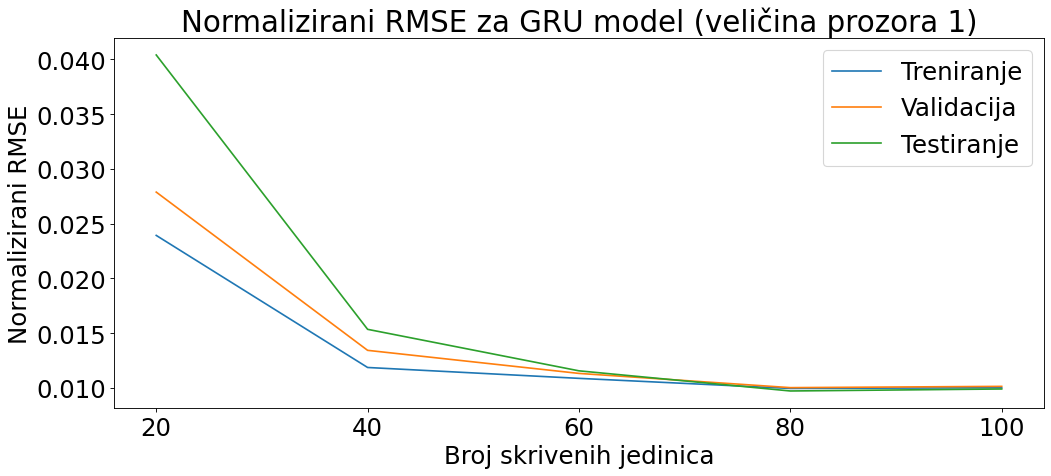 Normalizirani RMSE za GRU model (veličina prozora 1)
Normalizirani RMSE
0.040
0.035
0.030
0.025
0.020
0.015
0.010
Treniranje
Validacija
Testiranje
20 40 60 80 100
Broj skrivenih jedinica